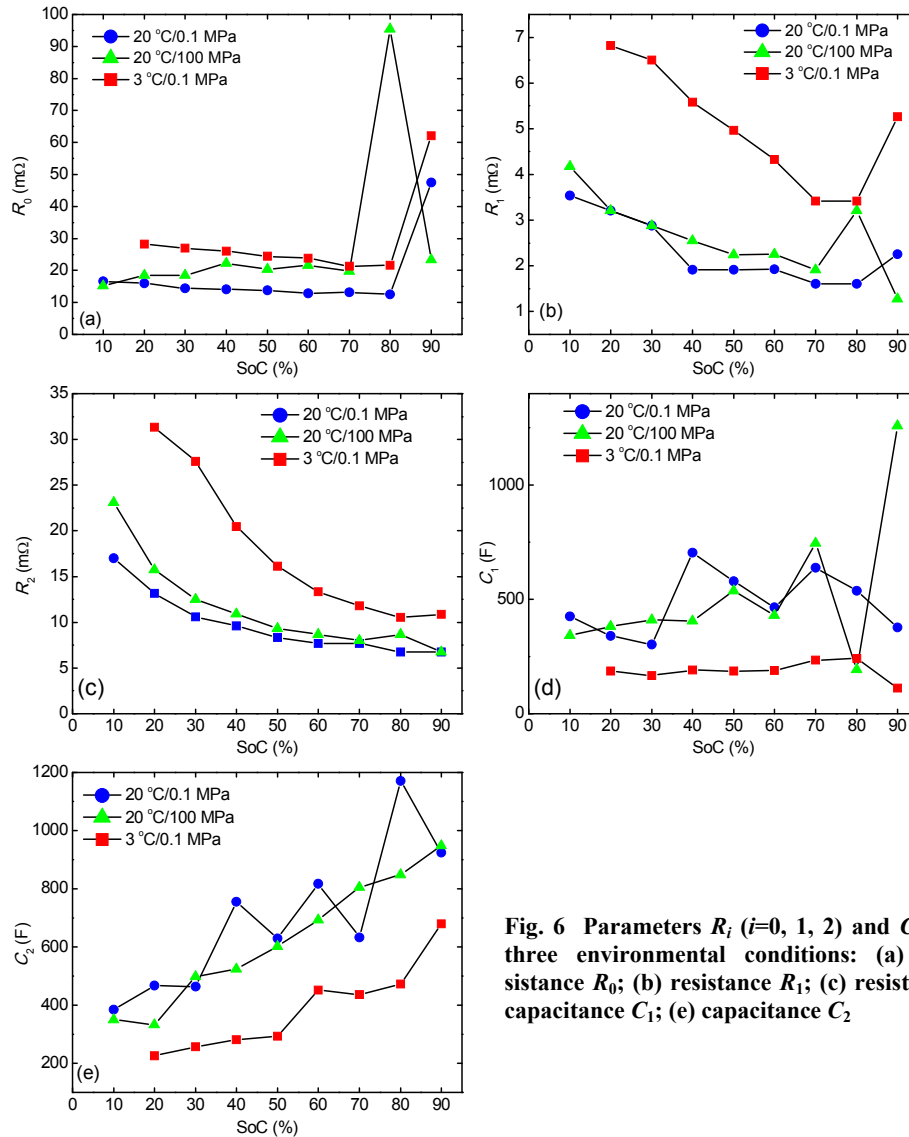 100
90
80
70
60
50
40
30
20
10
0
R0 (mΩ)
20 °C/0.1 MPa
20 °C/100 MPa
3 °C/0.1 MPa
(a)
10 20 30 40 50 60 70 80 90
SoC (%)
7
6
5
4
3
2
1
R1 (mΩ)
20 °C/0.1 MPa
20 °C/100 MPa
3 °C/0.1 MPa
(b)
0 10 20 30 40 50 60 70 80 90
SoC (%)
35
30
25
20
15
10
5
0
R2 (mΩ)
20 °C/0.1 MPa
20 °C/100 MPa
3 °C/0.1 MPa
(c)
10 20 30 40 50 60 70 80 90
SoC (%)
1000
500
0
C1 (F)
20 °C/0.1 MPa
20 °C/100 MPa
3 °C/0.1 MPa
(d)
0 10 20 30 40 50 60 70 80 90
SoC (%)
1200
1000
800
600
400
200
C2 (F)
20 °C/0.1 MPa
20 °C/100 MPa
3 °C/0.1 MPa
(e)
0 10 20 30 40 50 60 70 80 90
SoC (%)
Fig. 6 Parameters Ri (i=0, 1, 2) and C
three environmental conditions: (a)
sistance R0; (b) resistance R1; (c) resist
capacitance C1; (e) capacitance C2